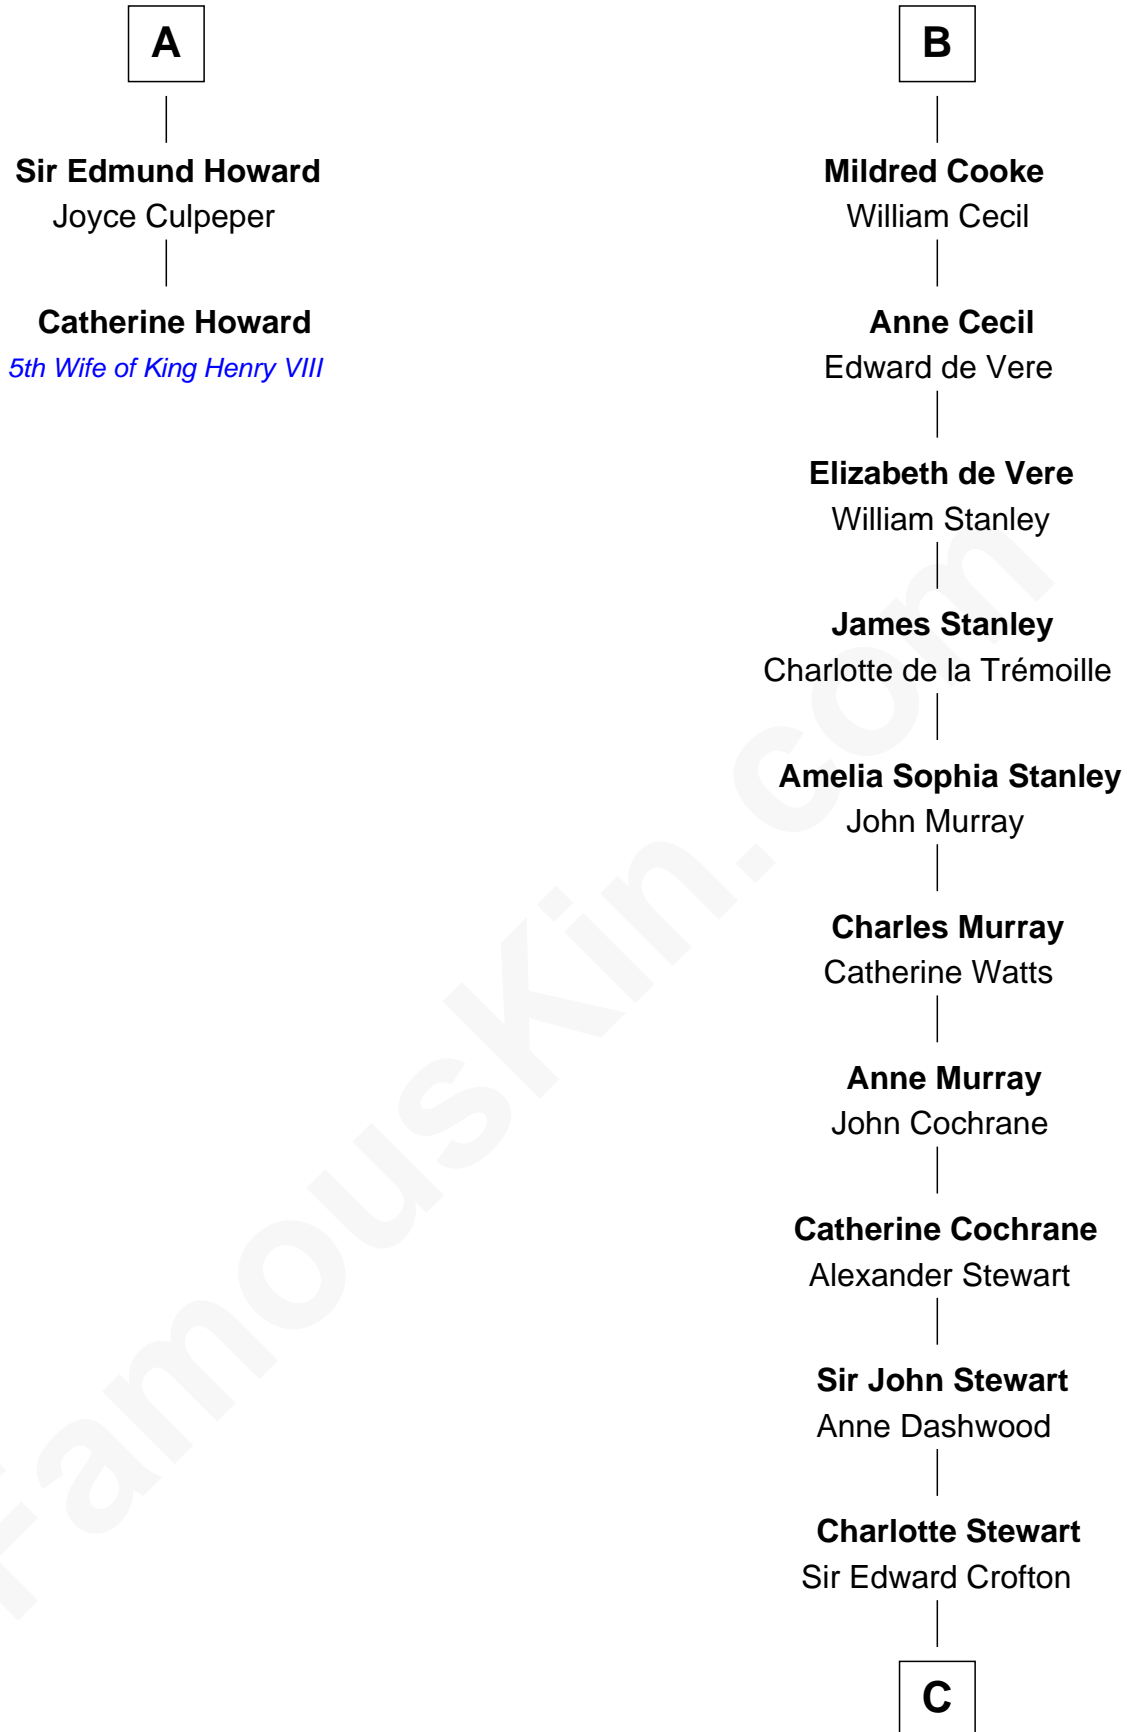 A
Sir Edmund Howard
Joyce Culpeper
Catherine Howard
5th Wife of King Henry VIII
B
Mildred Cooke
William Cecil
Anne Cecil
Edward de Vere
Elizabeth de Vere
William Stanley
James Stanley
Charlotte de la Trémoille
Amelia Sophia Stanley
John Murray
Charles Murray
Catherine Watts
Anne Murray
John Cochrane
Catherine Cochrane
Alexander Stewart
Sir John Stewart
Anne Dashwood
Charlotte Stewart
Sir Edward Crofton
C
FamousKin.com